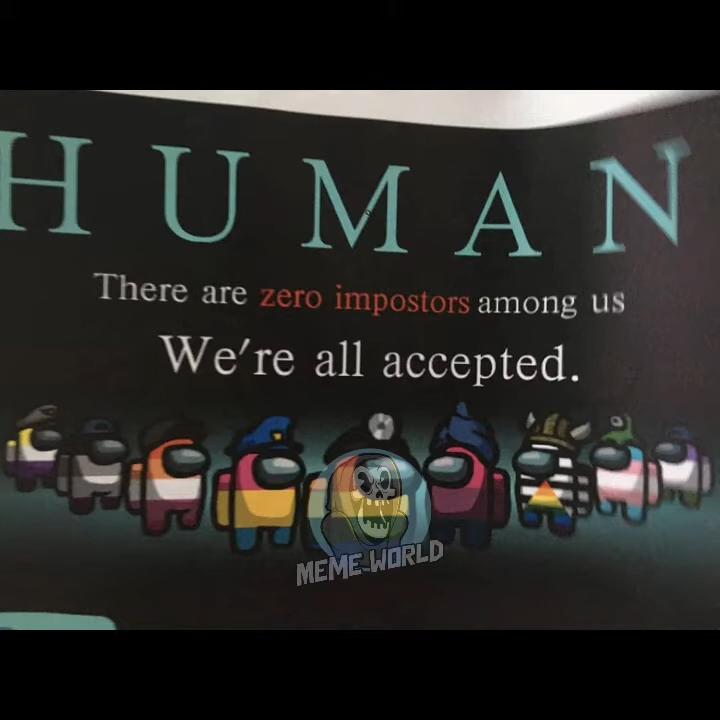 HUMAN
There are zero impostors among us
We're all accepted.
MEME WORLD